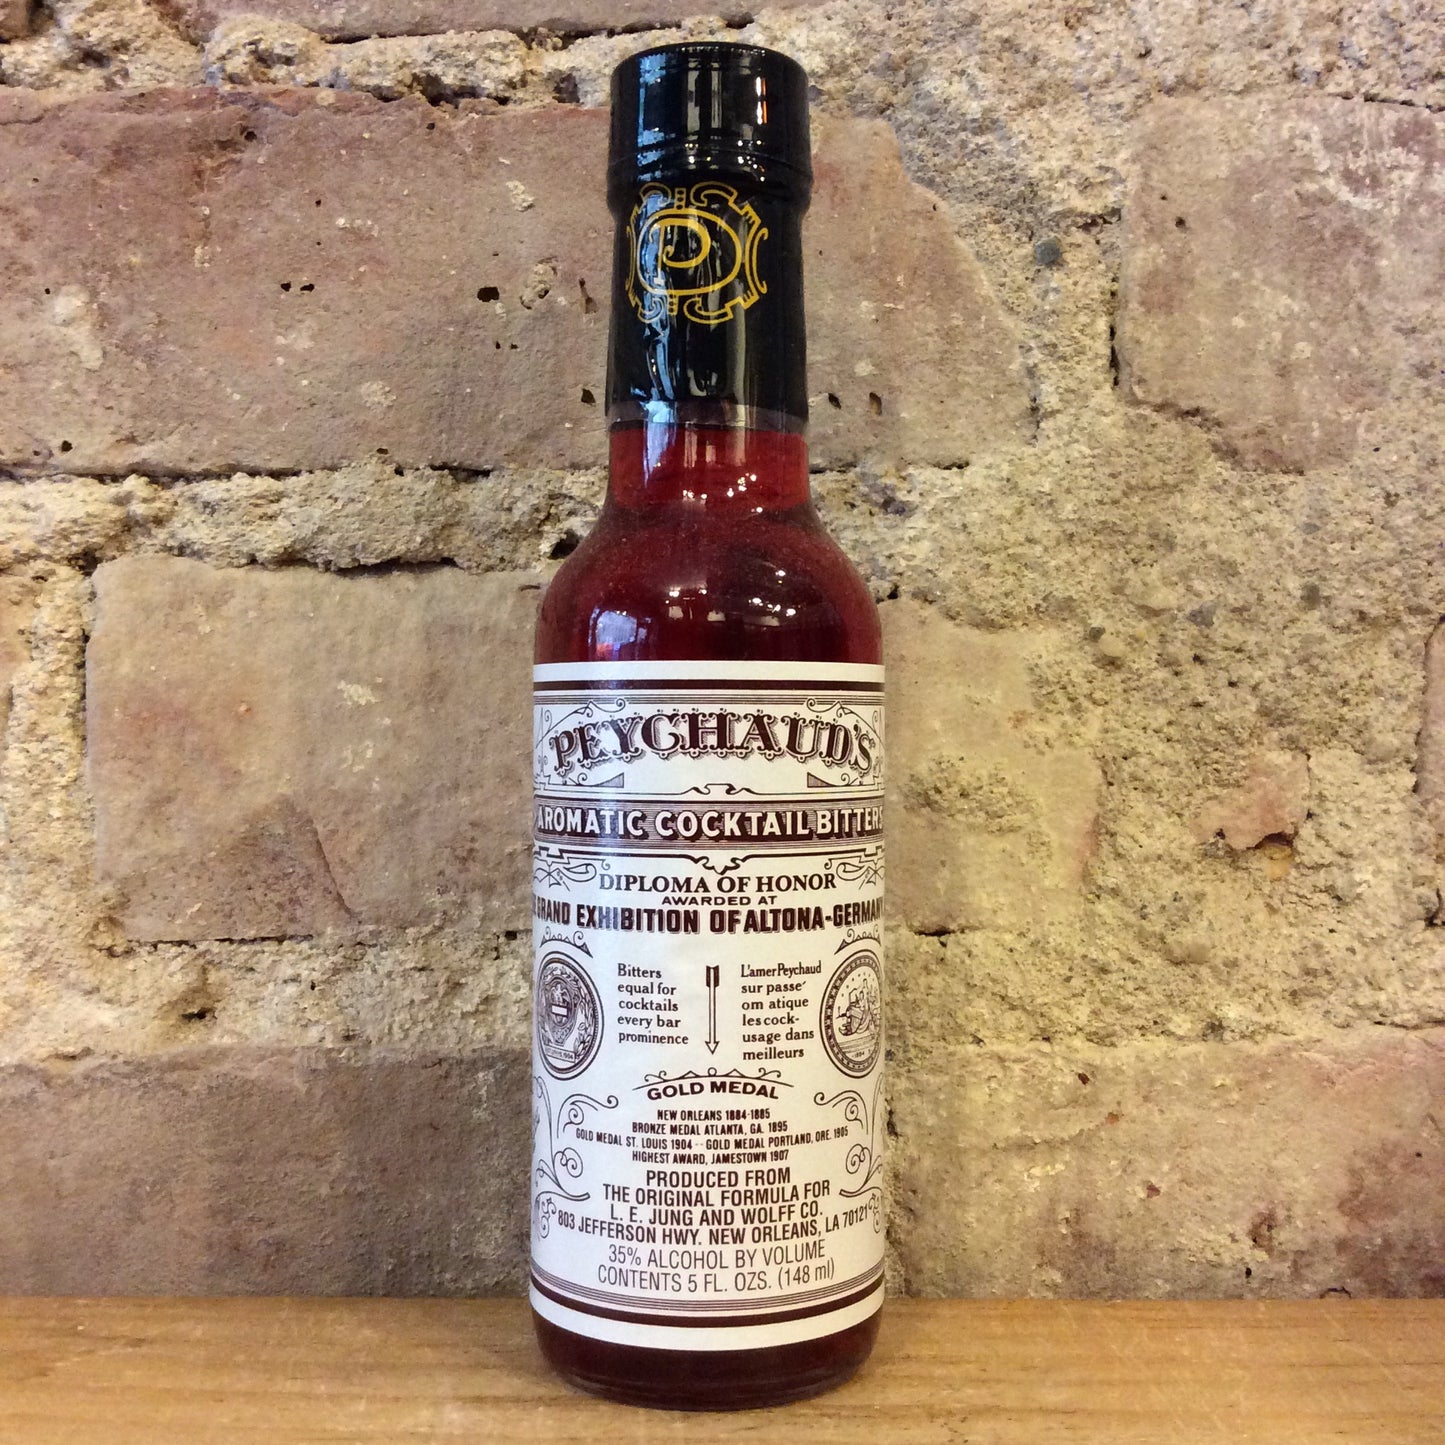 P
PEYCHAUD'S
AROMATIC COCKTAIL BITTERS
DIPLOMA OF HONOR
AWARDED AT
GRAND EXHIBITION OF ALTONA-GERMANY
Bitters
equal for
cocktails
every bar
prominence
L'amer Peychaud
sur passe'
om atique
les cock-
usage dans
meilleurs
GOLD MEDAL
NEW ORLEANS 1884-1885
BRONZE MEDAL ATLANTA, GA. 1895
GOLD MEDAL ST. LOUIS 1904 -- GOLD MEDAL PORTLAND, ORE. 1905
HIGHEST AWARD, JAMESTOWN 1907
PRODUCED FROM
THE ORIGINAL FORMULA FOR
L. E. JUNG AND WOLFF CO.
803 JEFFERSON HWY. NEW ORLEANS, LA 70121
35% ALCOHOL BY VOLUME
CONTENTS 5 FL. OZS. (148 ml)